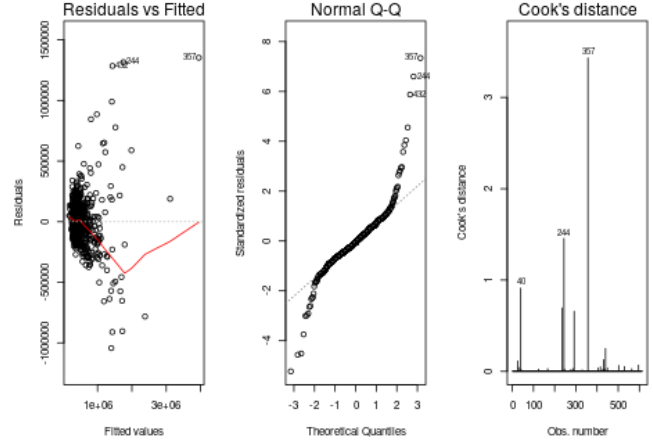 Residuals vs Fitted
Residuals
1500000
1000000
500000
0
-500000
-1000000
357
244
432
1e+06 3e+06
Fitted values
Normal Q-Q
Standardized residuals
8
6
4
2
0
-2
-4
357
244
432
-3 -2 -1 0 1 2 3
Theoretical Quantiles
Cook's distance
Cook's distance
3
2
1
0
357
244
40
0 100 300 500
Obs. number